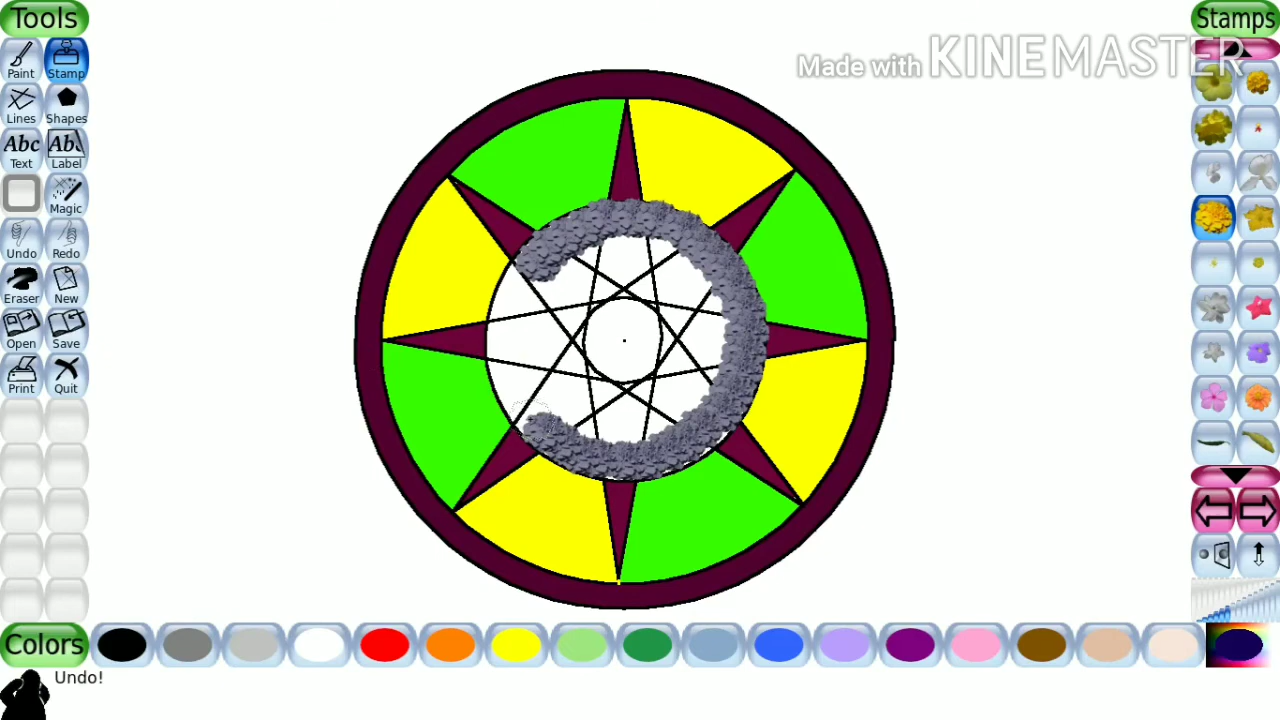 Tools
Stamps
Made with KINEMASTER
Paint
Stamp
Lines
Shapes
Abc
Abc
Text
Label
Magic
Undo
Redo
Eraser
New
Open
Save
Print
Quit
Colors
Undo!